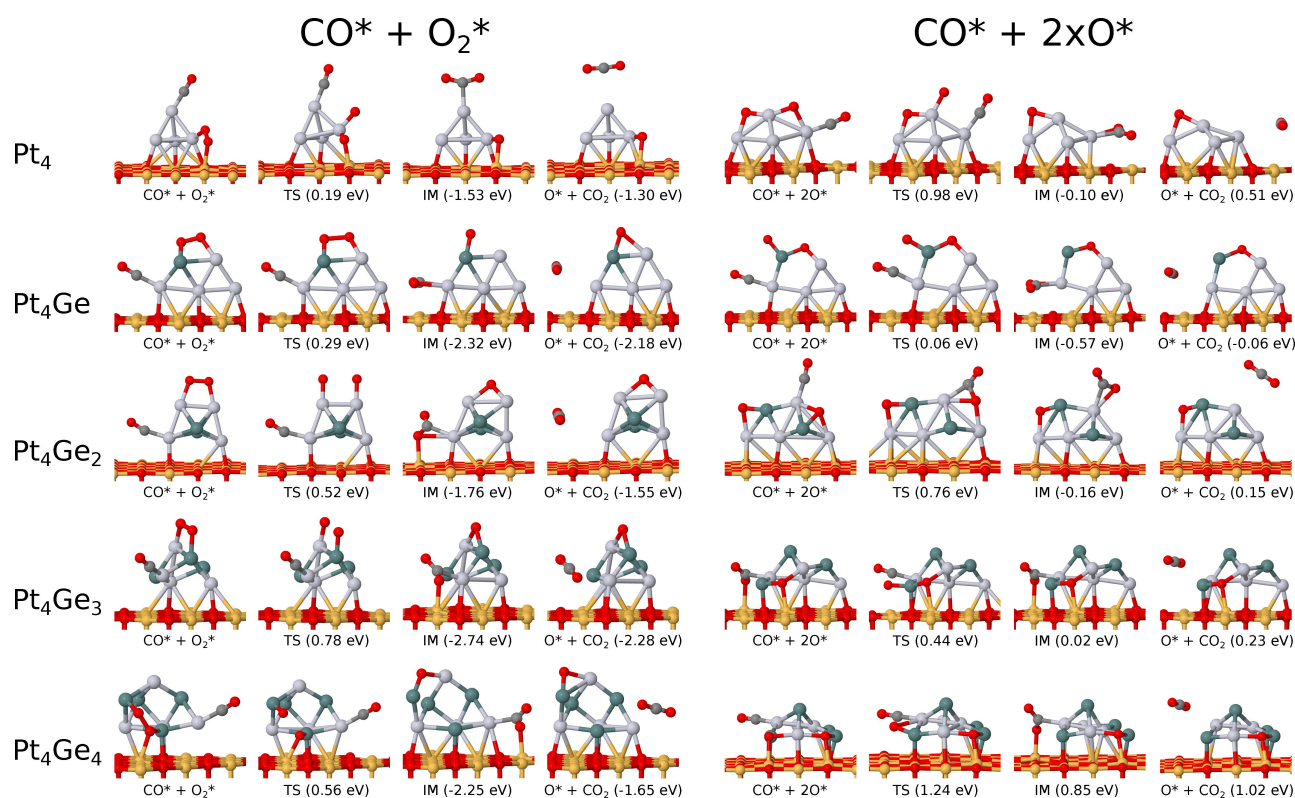 CO* + O₂* CO* + 2xO*
Pt₄
CO* + O₂* TS (0.19 eV) IM (-1.53 eV) O* + CO₂ (-1.30 eV) CO* + 2O* TS (0.98 eV) IM (-0.10 eV) O* + CO₂ (0.51 eV)
Pt₄Ge
CO* + O₂* TS (0.29 eV) IM (-2.32 eV) O* + CO₂ (-2.18 eV) CO* + 2O* TS (0.06 eV) IM (-0.57 eV) O* + CO₂ (-0.06 eV)
Pt₄Ge₂
CO* + O₂* TS (0.52 eV) IM (-1.76 eV) O* + CO₂ (-1.55 eV) CO* + 2O* TS (0.76 eV) IM (-0.16 eV) O* + CO₂ (0.15 eV)
Pt₄Ge₃
CO* + O₂* TS (0.78 eV) IM (-2.74 eV) O* + CO₂ (-2.28 eV) CO* + 2O* TS (0.44 eV) IM (0.02 eV) O* + CO₂ (0.23 eV)
Pt₄Ge₄
CO* + O₂* TS (0.56 eV) IM (-2.25 eV) O* + CO₂ (-1.65 eV) CO* + 2O* TS (1.24 eV) IM (0.85 eV) O* + CO₂ (1.02 eV)